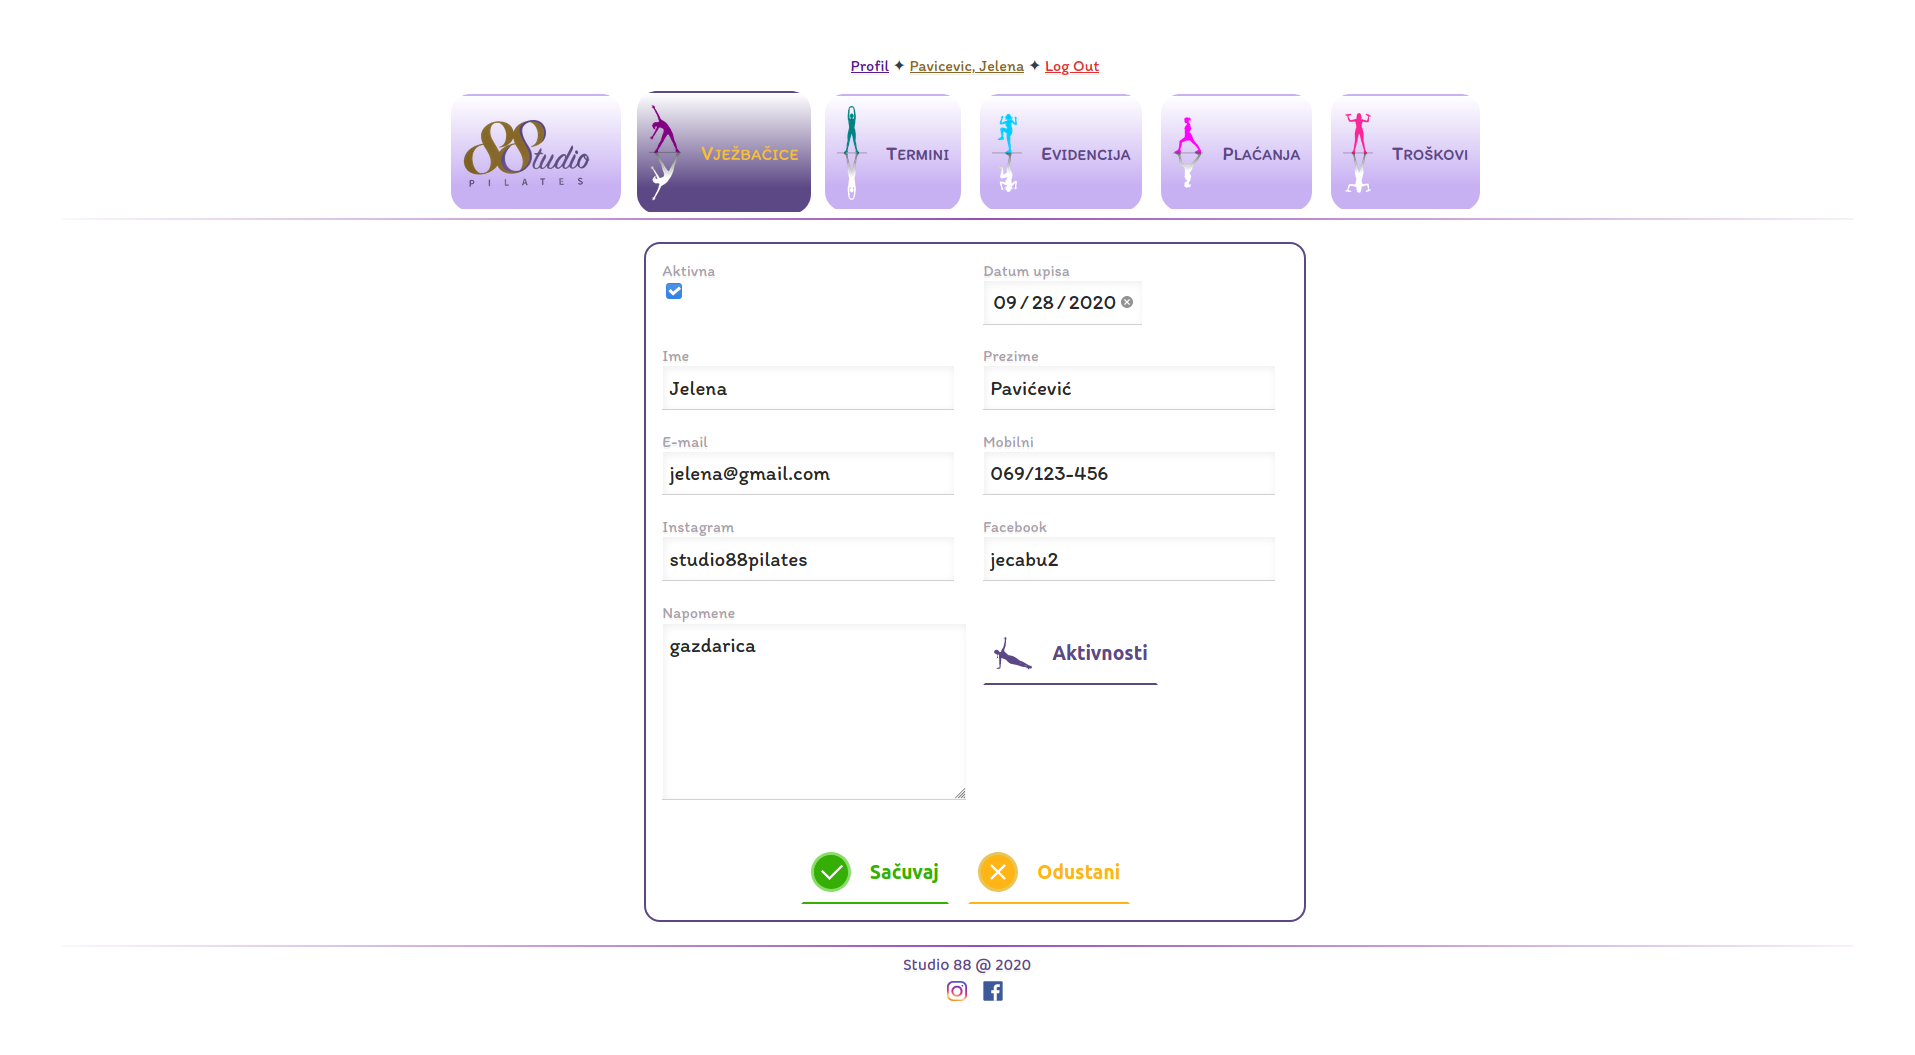 Profil ✦ Pavicevic, Jelena ✦ Log Out
88tudio
PILATES
Vježbačice
Termini
Evidencija
Plaćanja
Troškovi
Aktivna
Datum upisa
09/28/2020
Ime
Prezime
Jelena
Pavićević
E-mail
Mobilni
jelena@gmail.com
069/123-456
Instagram
Facebook
studio88pilates
jecabu2
Napomene
gazdarica
Aktivnosti
Sačuvaj
Odustani
Studio 88 @ 2020